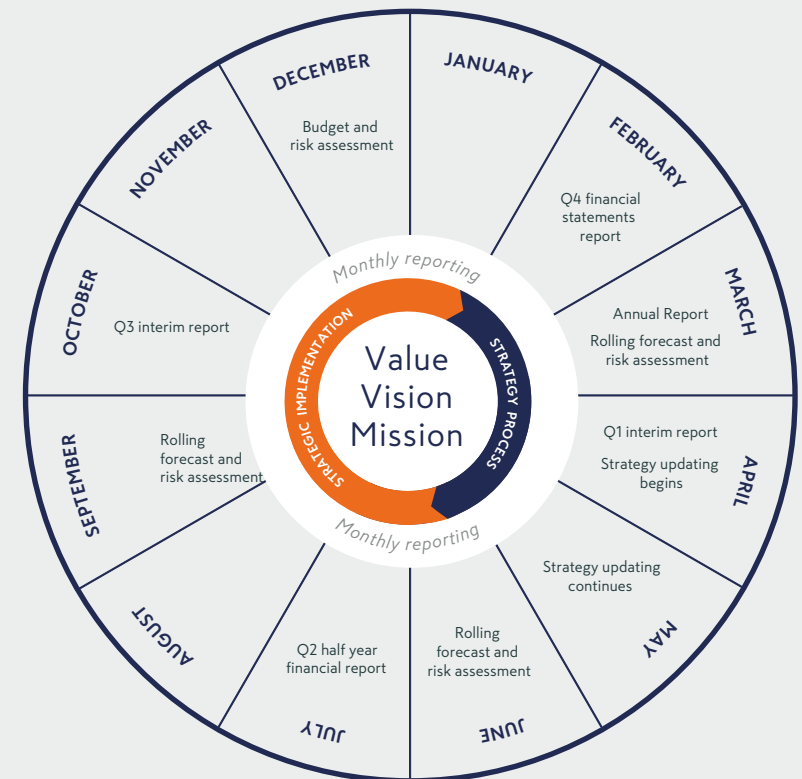 JANUARY
FEBRUARY
Q4 financial
statements
report
MARCH
Annual Report
Rolling forecast and
risk assessment
APRIL
Q1 interim report
Strategy updating
begins
MAY
Strategy updating
continues
JUNE
Rolling
forecast and
risk assessment
JULY
Q2 half year
financial report
AUGUST
SEPTEMBER
Rolling
forecast and
risk assessment
OCTOBER
Q3 interim report
NOVEMBER
DECEMBER
Budget and
risk assessment
Monthly reporting
STRATEGIC IMPLEMENTATION
STRATEGY PROCESS
Value
Vision
Mission
Monthly reporting